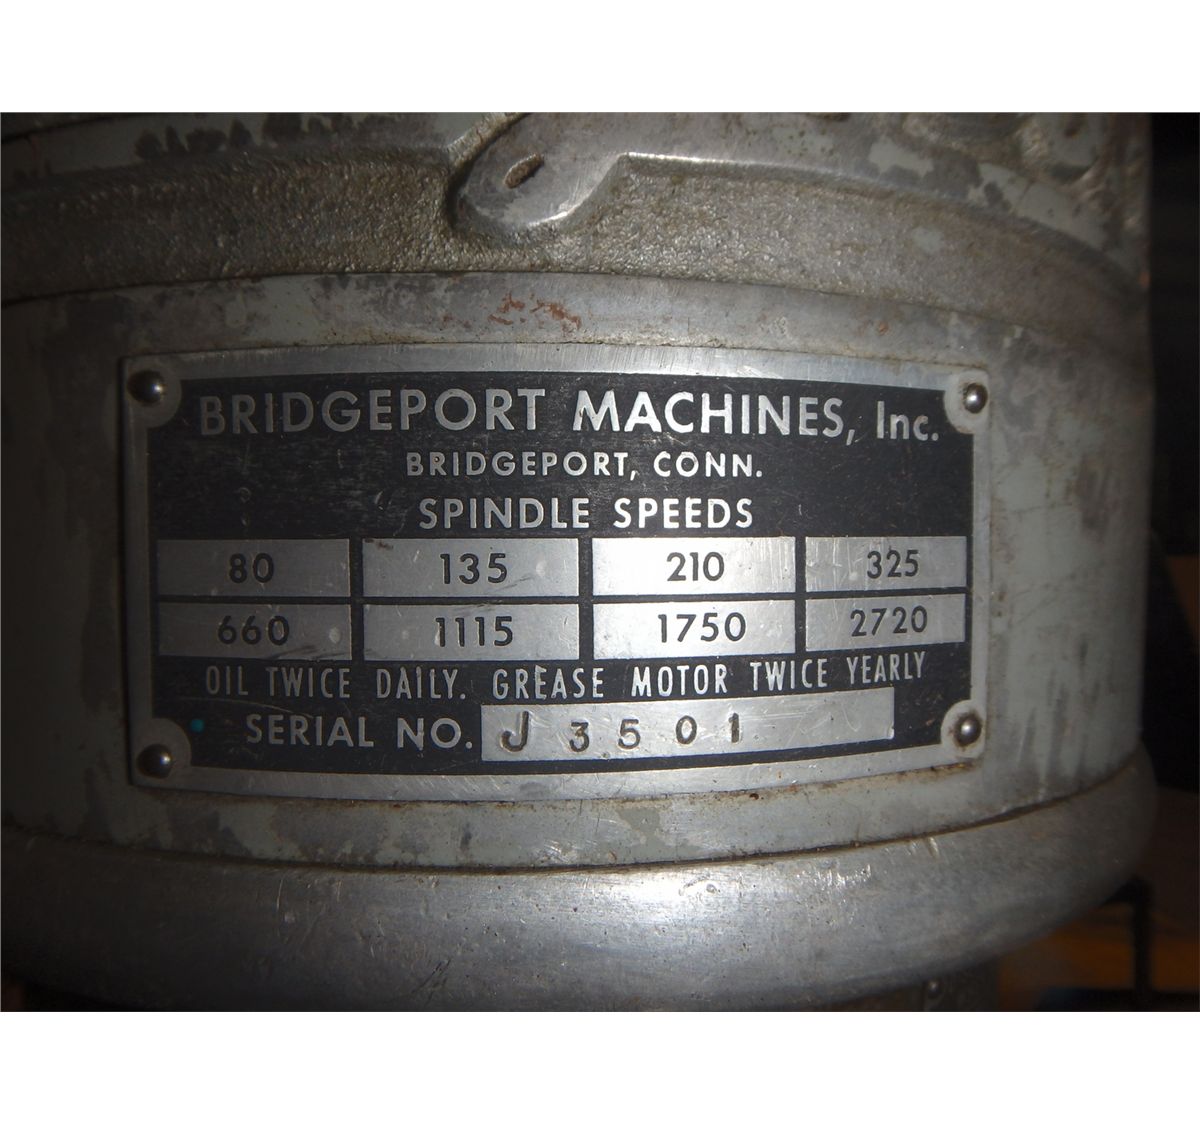 BRIDGEPORT MACHINES, Inc.
BRIDGEPORT, CONN.
SPINDLE SPEEDS
80 135 210 325
660 1115 1750 2720
OIL TWICE DAILY. GREASE MOTOR TWICE YEARLY
SERIAL NO. J3501